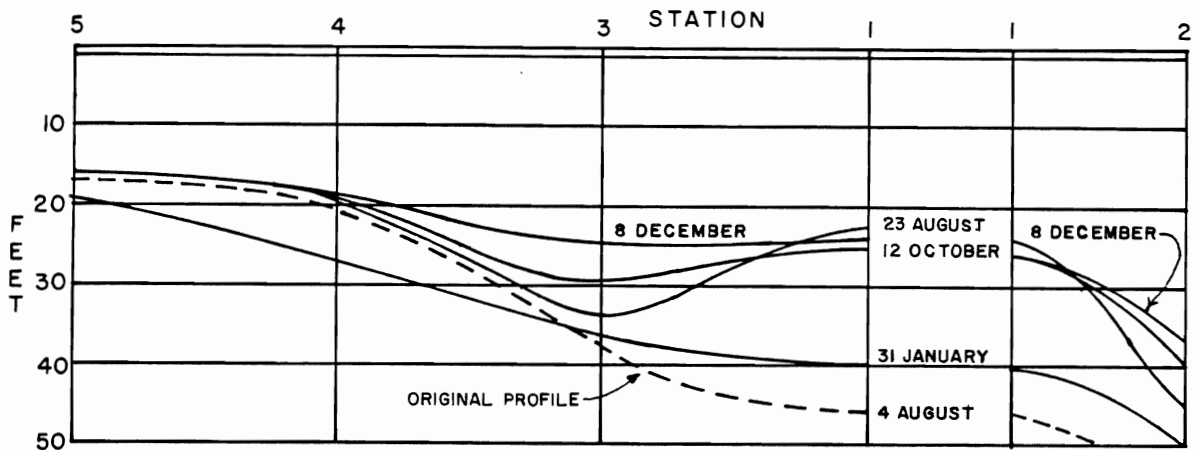 STATION
5 4 3 1 1 2
FEET
10
20
30
40
50
8 DECEMBER
23 AUGUST
12 OCTOBER
8 DECEMBER
31 JANUARY
ORIGINAL PROFILE
4 AUGUST